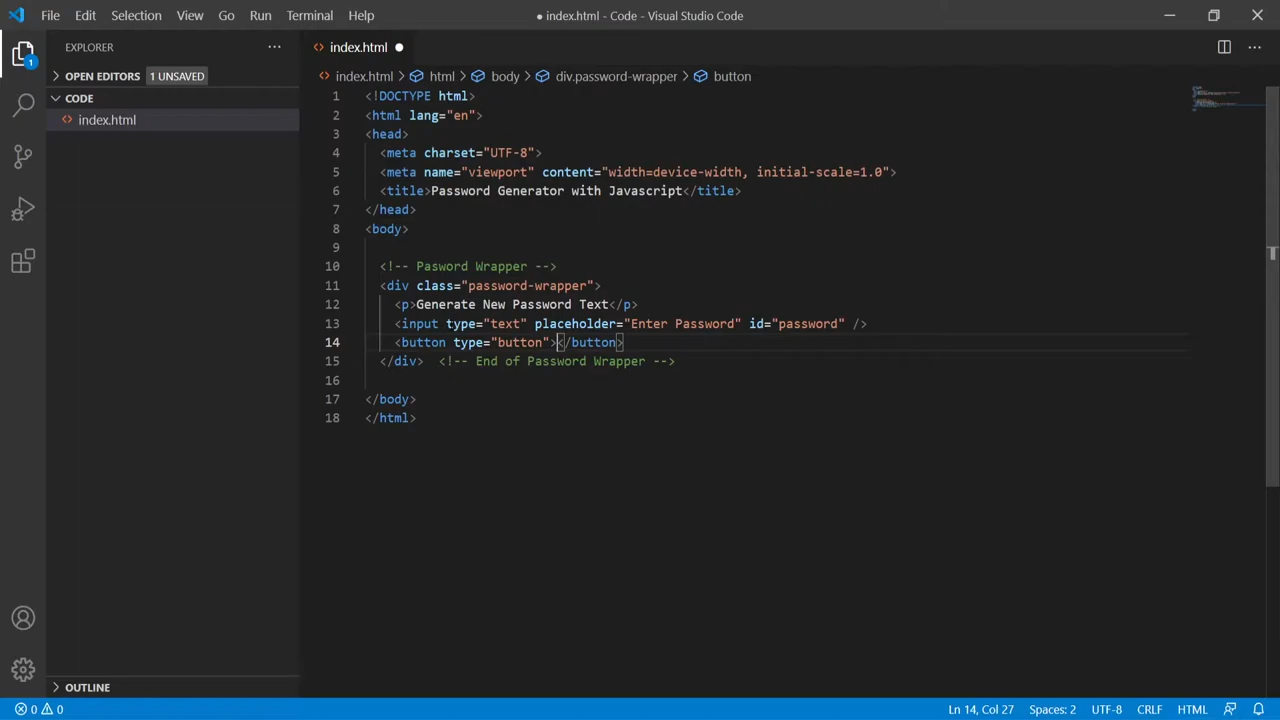 File Edit Selection View Go Run Terminal Help ● index.html - Code - Visual Studio Code
EXPLORER
index.html
1
OPEN EDITORS 1 UNSAVED
index.html > html > body > div.password-wrapper > button
CODE
index.html
1 <!DOCTYPE html>
2 <html lang="en">
3 <head>
4 <meta charset="UTF-8">
5 <meta name="viewport" content="width=device-width, initial-scale=1.0">
6 <title>Password Generator with Javascript</title>
7 </head>
8 <body>
9
10 <!-- Pasword Wrapper -->
11 <div class="password-wrapper">
12 <p>Generate New Password Text</p>
13 <input type="text" placeholder="Enter Password" id="password" />
14 <button type="button"></button>
15 </div> <!-- End of Password Wrapper -->
16
17 </body>
18 </html>
OUTLINE
0 0 Ln 14, Col 27 Spaces: 2 UTF-8 CRLF HTML